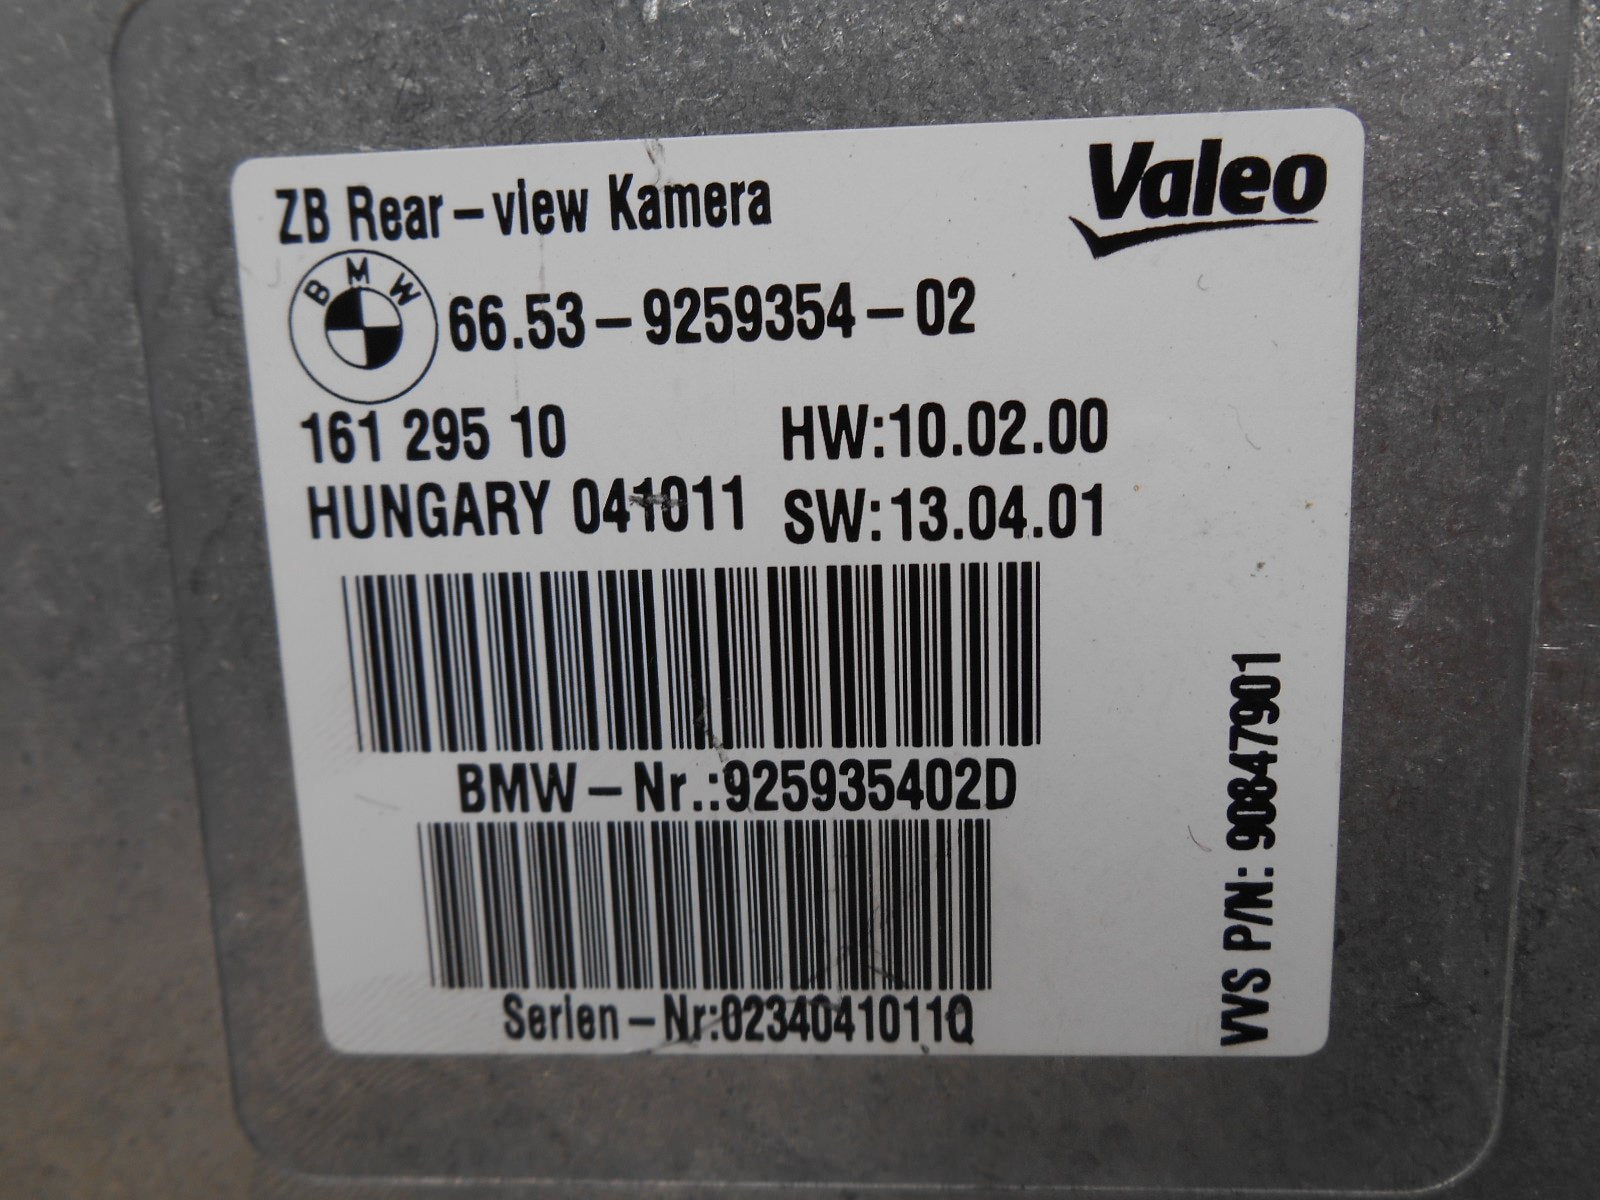 ZB Rear-view Kamera
Valeo
BMW
66.53-9259354-02
161 295 10
HW:10.02.00
HUNGARY 041011
SW:13.04.01
BMW-Nr.:925935402D
Serien-Nr:0234041011Q
VVS P/N: 90847901